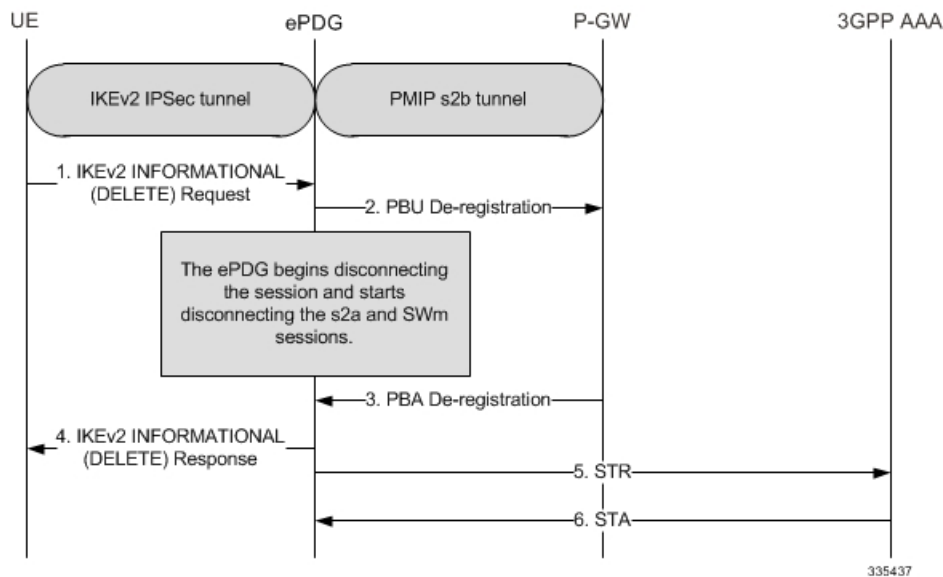 UE
ePDG
P-GW
3GPP AAA
IKEv2 IPSec tunnel
PMIP s2b tunnel
1. IKEv2 INFORMATIONAL
(DELETE) Request
2. PBU De-registration
The ePDG begins disconnecting
the session and starts
disconnecting the s2a and SWm
sessions.
3. PBA De-registration
4. IKEv2 INFORMATIONAL
(DELETE) Response
5. STR
6. STA
335437